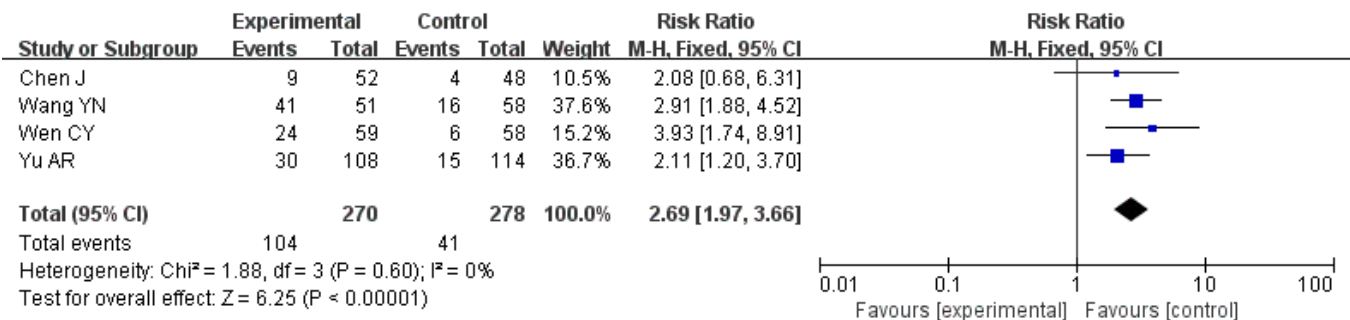 Experimental Control Risk Ratio Risk Ratio
Study or Subgroup Events Total Events Total Weight M-H, Fixed, 95% CI M-H, Fixed, 95% CI
Chen J 9 52 4 48 10.5% 2.08 [0.68, 6.31]
Wang YN 41 51 16 58 37.6% 2.91 [1.88, 4.52]
Wen CY 24 59 6 58 15.2% 3.93 [1.74, 8.91]
Yu AR 30 108 15 114 36.7% 2.11 [1.20, 3.70]
Total (95% CI) 270 278 100.0% 2.69 [1.97, 3.66]
Total events 104 41
Heterogeneity: Chi² = 1.88, df = 3 (P = 0.60); I² = 0%
Test for overall effect: Z = 6.25 (P < 0.00001)
0.01 0.1 1 10 100
Favours [experimental] Favours [control]